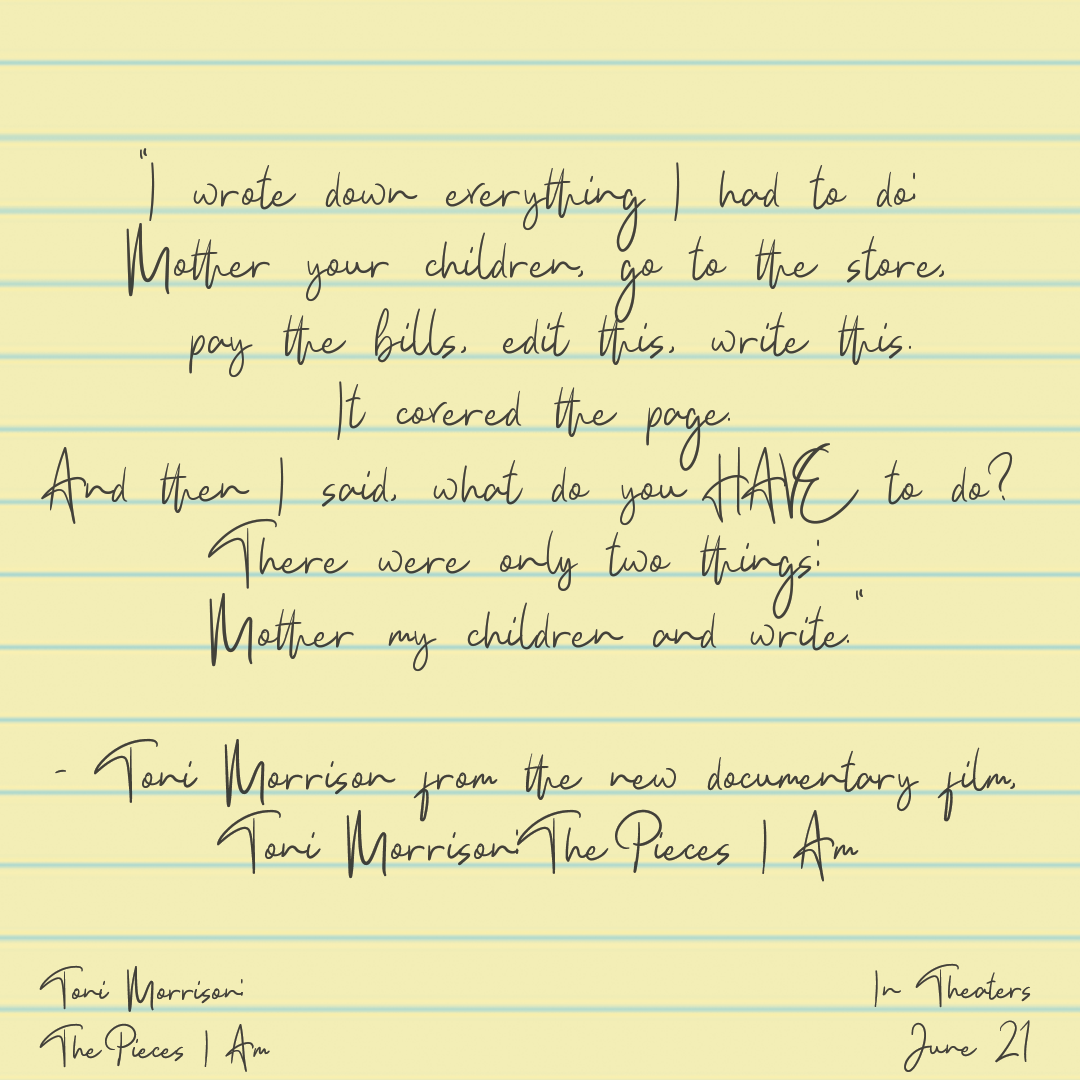 "I wrote down everything I had to do:
Mother your children, go to the store,
pay the bills, edit this, write this.
It covered the page.
And then I said, what do you HAVE to do?
There were only two things:
Mother my children and write."
- Toni Morrison from the new documentary film,
Toni Morrison: The Pieces I Am
Toni Morrison:
The Pieces I Am
In Theaters
June 21